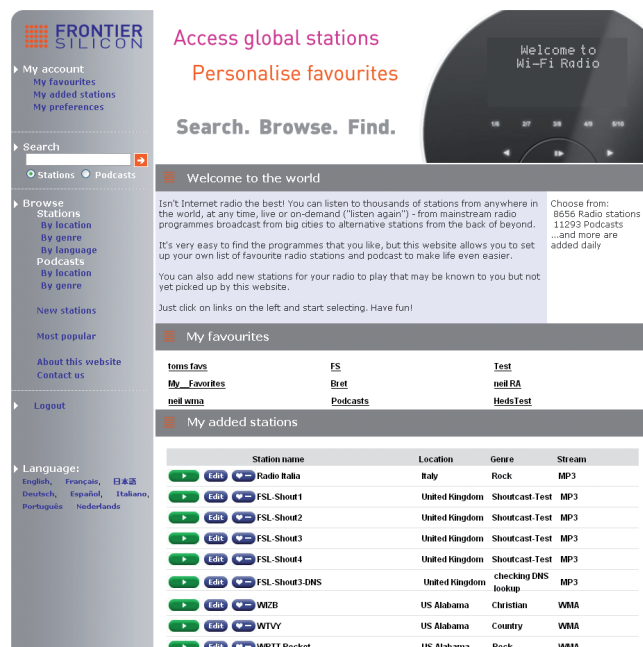 FRONTIER
SILICON
My account
My favourites
My added stations
My preferences
Search
Stations Podcasts
Browse
Stations
By location
By genre
By language
Podcasts
By location
By genre
New stations
Most popular
About this website
Contact us
Logout
Language:
English, Français, 日本語
Deutsch, Español, Italiano,
Português Nederlands
Access global stations
Personalise favourites
Search. Browse. Find.
Welcome to
Wi-Fi Radio
1/6 2/7 3/8 4/9 5/10
Welcome to the world
Isn't Internet radio the best! You can listen to thousands of stations from anywhere in
the world, at any time, live or on-demand ("listen again") - from mainstream radio
programmes broadcast from big cities to alternative stations from the back of beyond.
It's very easy to find the programmes that you like, but this website allows you to set
up your own list of favourite radio stations and podcast to make life even easier.
You can also add new stations for your radio to play that may be known to you but not
yet picked up by this website.
Just click on links on the left and start selecting. Have fun!
Choose from:
8656 Radio stations
11293 Podcasts
...and more are
added daily
My favourites
toms favs FS Test
My__Favorites Bret neil RA
neil wma Podcasts HedsTest
My added stations
Station name Location Genre Stream
Edit Radio Italia Italy Rock MP3
Edit FSL-Shout1 United Kingdom Shoutcast-Test MP3
Edit FSL-Shout2 United Kingdom Shoutcast-Test MP3
Edit FSL-Shout3 United Kingdom Shoutcast-Test MP3
Edit FSL-Shout4 United Kingdom Shoutcast-Test MP3
Edit FSL-Shout3-DNS United Kingdom checking DNS lookup MP3
Edit WIZB US Alabama Christian WMA
Edit WTVY US Alabama Country WMA
Edit WRTT Rocket US Alabama Rock WMA